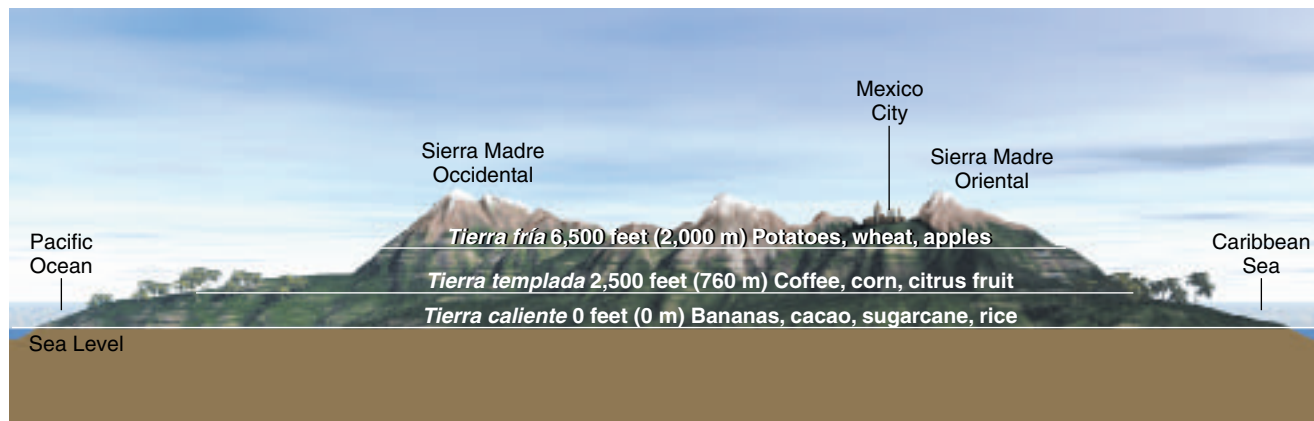 Mexico
City
Sierra Madre
Occidental
Sierra Madre
Oriental
Tierra fría 6,500 feet (2,000 m) Potatoes, wheat, apples
Pacific
Ocean
Caribbean
Sea
Tierra templada 2,500 feet (760 m) Coffee, corn, citrus fruit
Tierra caliente 0 feet (0 m) Bananas, cacao, sugarcane, rice
Sea Level